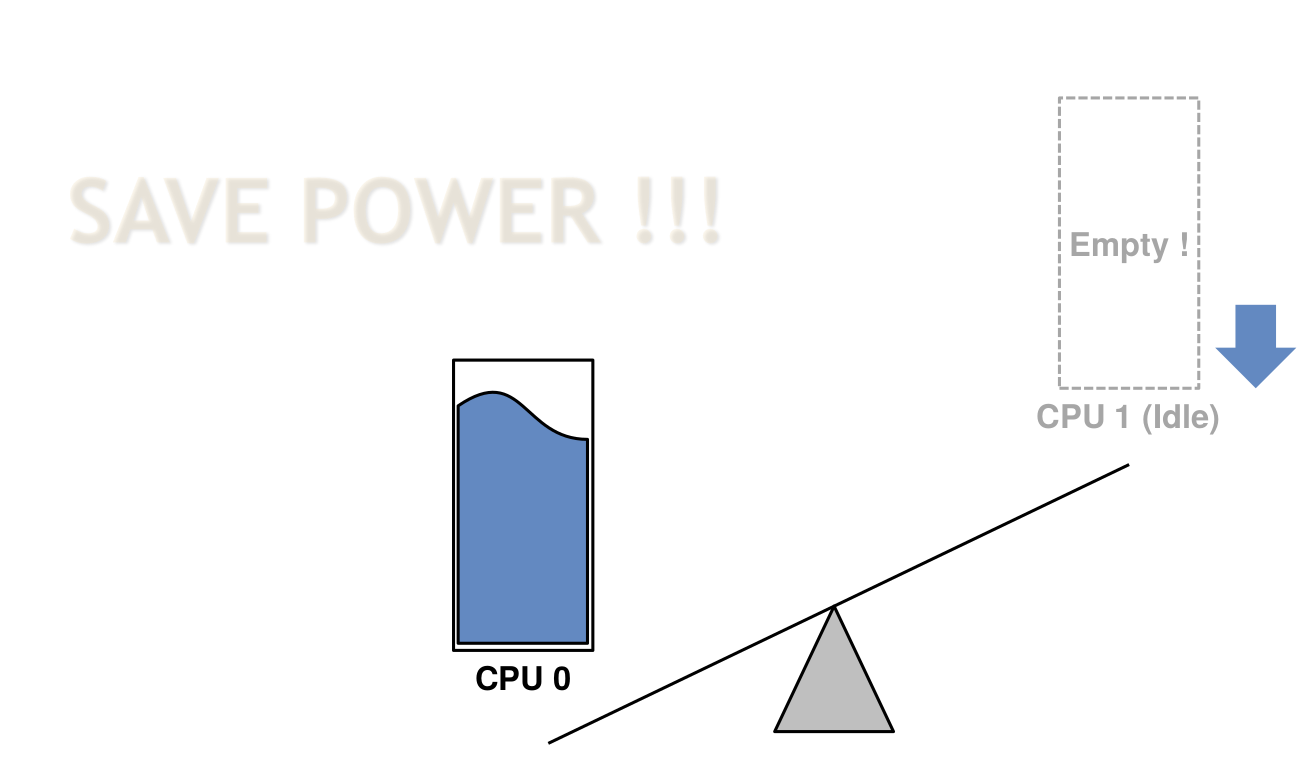 SAVE POWER !!!
Empty !
CPU 1 (Idle)
CPU 0